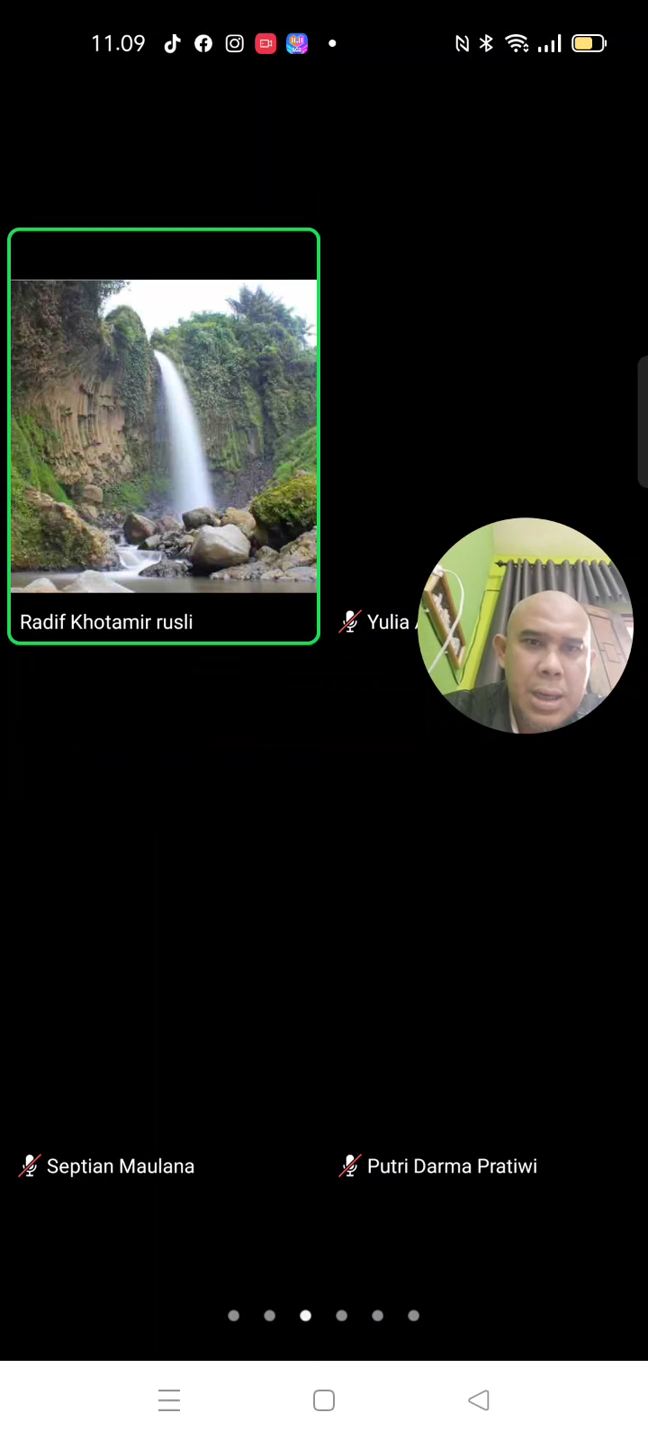 11.09
Radif Khotamir rusli
Yulia
Septian Maulana
Putri Darma Pratiwi